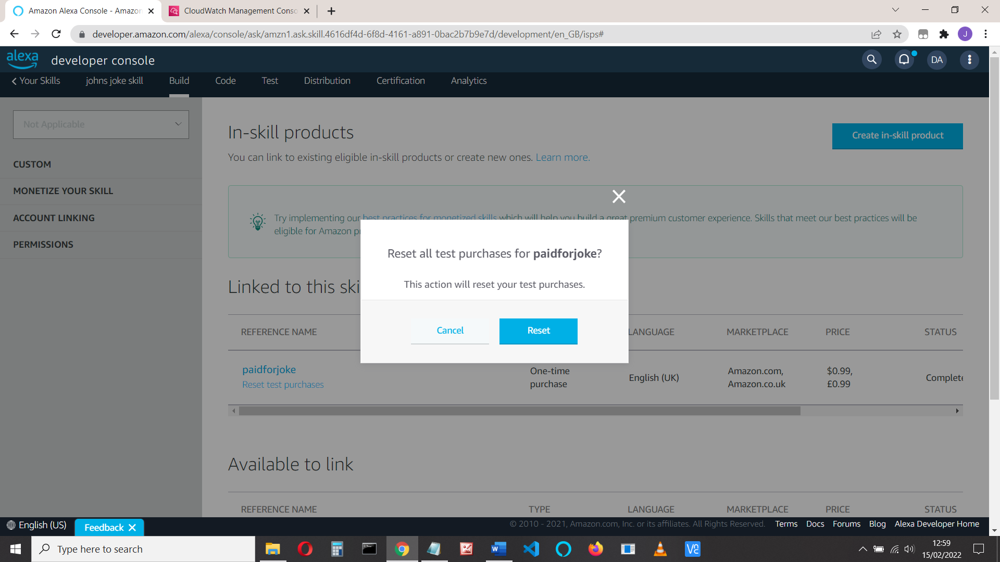 Amazon Alexa Console - Amazon
CloudWatch Management Conso
developer.amazon.com/alexa/console/ask/amzn1.ask.skill.4616df4d-6f8d-4161-a891-0bac2b7b9e7d/development/en_GB/isps#
J
alexa
developer console
DA
Your Skills
johns joke skill
Build
Code
Test
Distribution
Certification
Analytics
Not Applicable
CUSTOM
MONETIZE YOUR SKILL
ACCOUNT LINKING
PERMISSIONS
In-skill products
Create in-skill product
You can link to existing eligible in-skill products or create new ones. Learn more.
Try implementing our best practices for monetized skills which will help you build a great premium customer experience. Skills that meet our best practices will be
eligible for Amazon p
Reset all test purchases for paidforjoke?
This action will reset your test purchases.
Cancel
Reset
Linked to this ski
REFERENCE NAME
LANGUAGE
MARKETPLACE
PRICE
STATUS
paidforjoke
Reset test purchases
One-time
purchase
English (UK)
Amazon.com,
Amazon.co.uk
$0.99,
£0.99
Complete
Available to link
REFERENCE NAME
TYPE
LANGUAGE
MARKETPLACE
PRICE
STATUS
English (US)
Feedback
© 2010 - 2021, Amazon.com, Inc. or its affiliates. All Rights Reserved.
Terms
Docs
Forums
Blog
Alexa Developer Home
Type here to search
12:59
15/02/2022